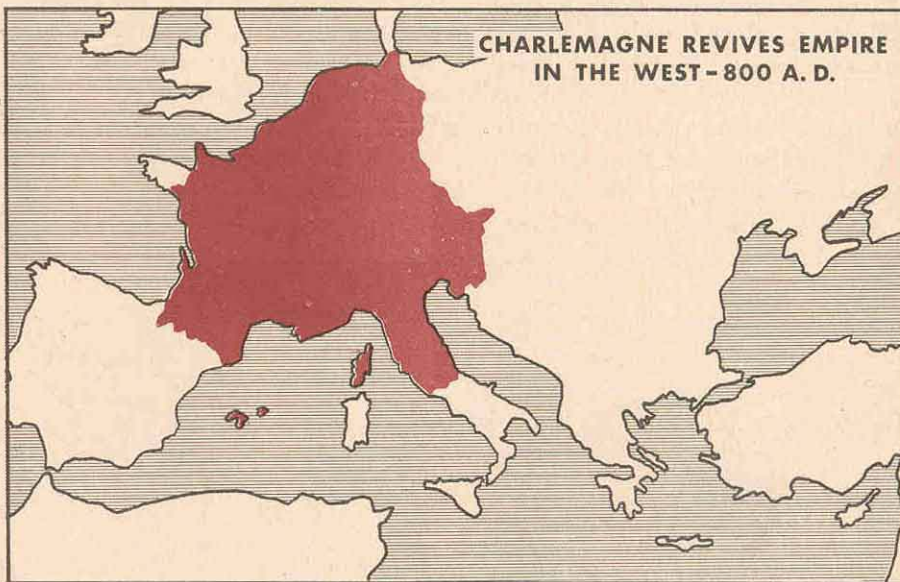 CHARLEMAGNE REVIVES EMPIRE
IN THE WEST-800 A. D.